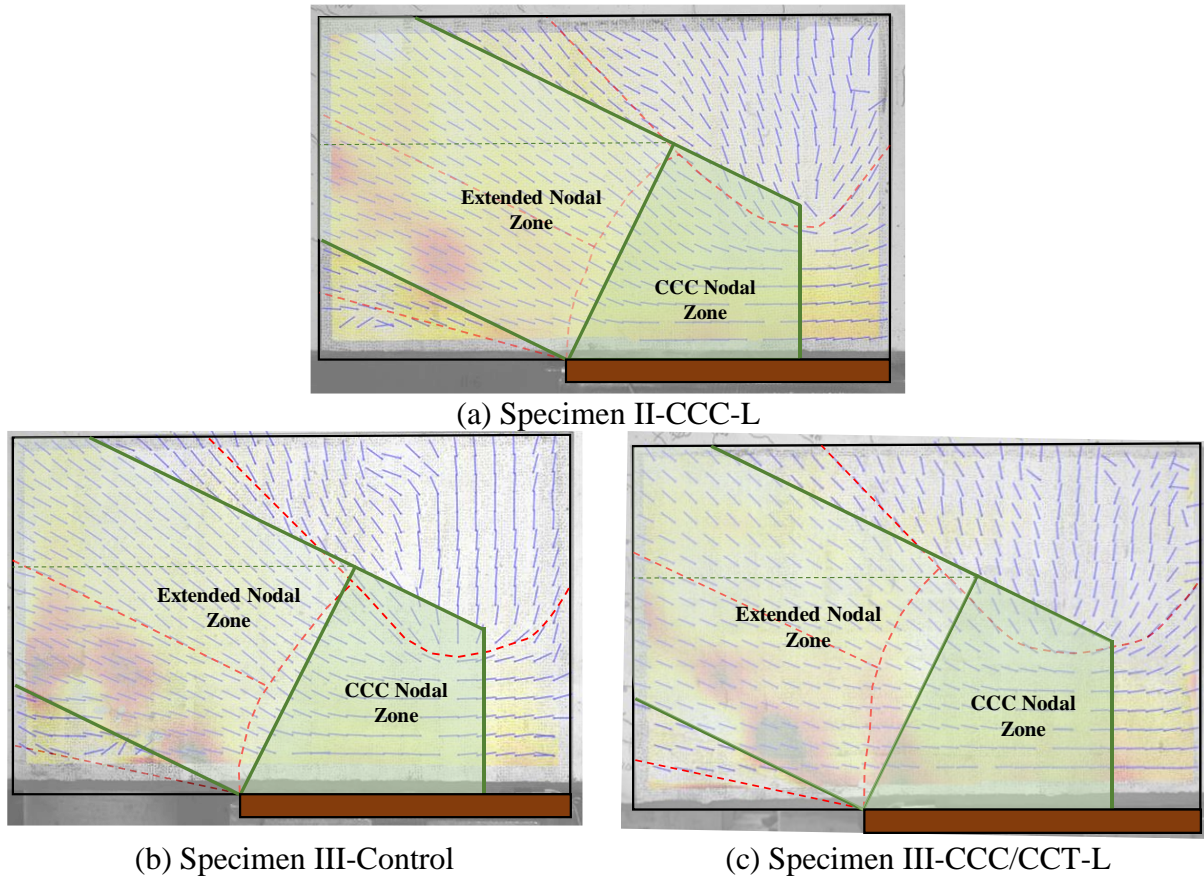 Extended Nodal
Zone
CCC Nodal
Zone
(a) Specimen II-CCC-L
Extended Nodal
Zone
CCC Nodal
Zone
(b) Specimen III-Control
Extended Nodal
Zone
CCC Nodal
Zone
(c) Specimen III-CCC/CCT-L